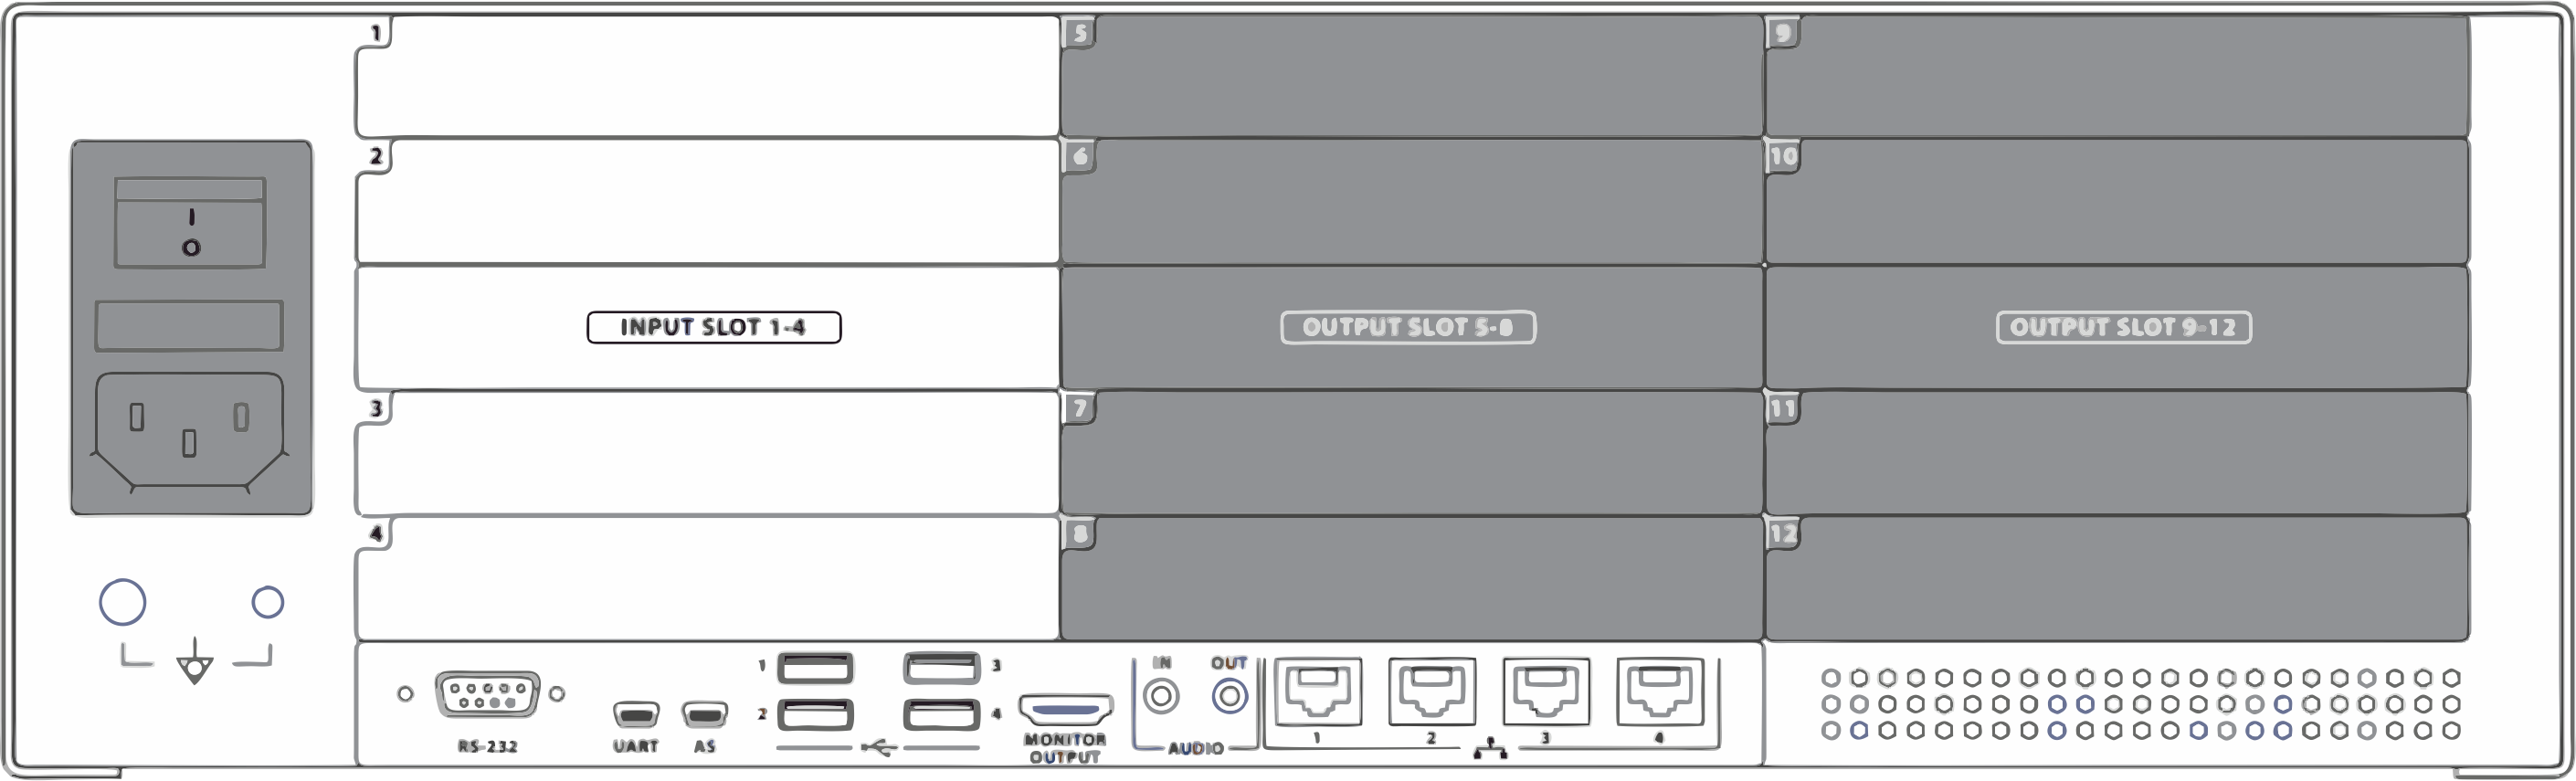 1
5
9
2
6
10
I
O
INPUT SLOT 1-4
OUTPUT SLOT 5-8
OUTPUT SLOT 9-12
3
7
11
4
8
12
1
3
IN
OUT
2
4
RS-232
UART
AS
MONITOR
OUTPUT
AUDIO
1
2
3
4